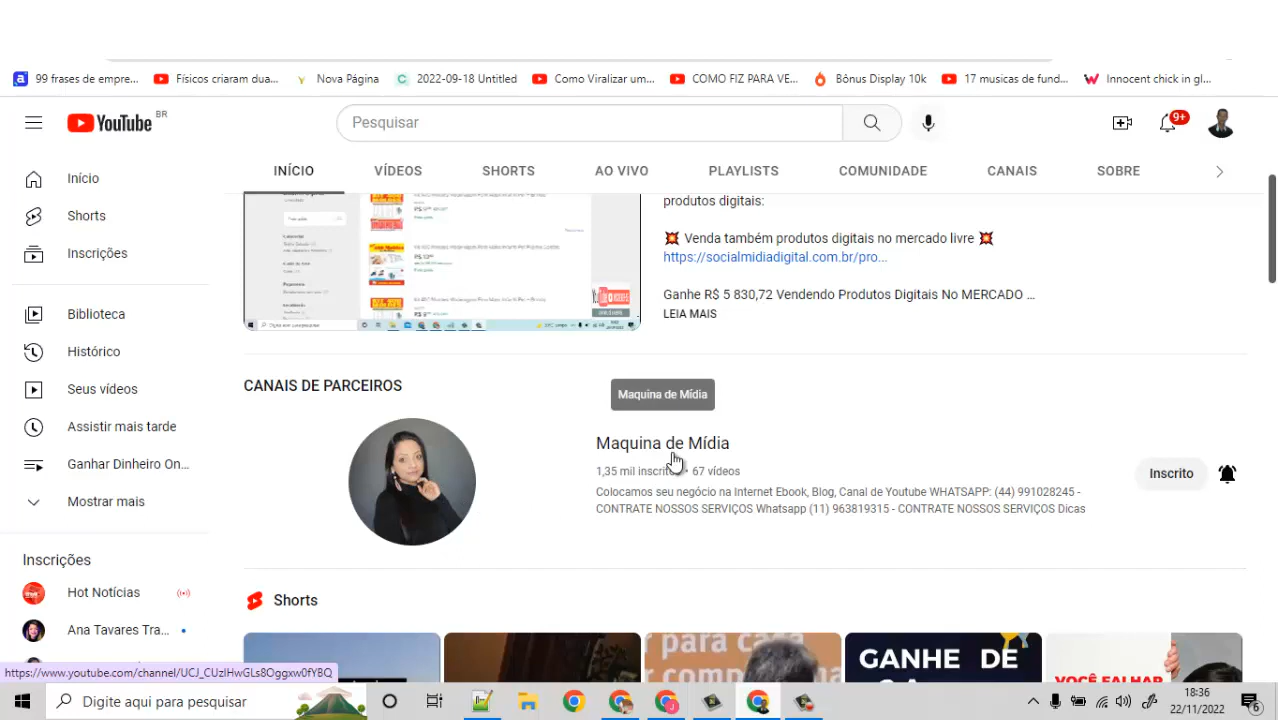 99 frases de empre...
Físicos criaram dua...
Nova Página
2022-09-18 Untitled
Como Viralizar um...
COMO FIZ PARA VE...
Bônus Display 10k
17 musicas de fund...
Innocent chick in gl...
YouTube BR
Pesquisar
9+
INÍCIO
VÍDEOS
SHORTS
AO VIVO
PLAYLISTS
COMUNIDADE
CANAIS
SOBRE
Início
Shorts
Inscrições
Biblioteca
Histórico
Seus vídeos
Assistir mais tarde
Ganhar Dinheiro On...
Mostrar mais
Inscrições
Hot Notícias
Ana Tavares Tra...
produtos digitais:
💥 Venda também produtos digitais no mercado livre 💥
https://socialmidiadigital.com.br/pro...
Vendendo Produtos Dgitais No MERCADO ...
LEIA MAIS
CANAIS DE PARCEIROS
Maquina de Mídia
Maquina de Mídia
1,35 mil • 67 vídeos
Colocamos seu negócio na Internet Ebook, Blog, Canal de Youtube WHATSAPP: (44) 991028245 -
CONTRATE NOSSOS SERVIÇOS Whatsapp (11) 963819315 - CONTRATE NOSSOS SERVIÇOS Dicas
Inscrito
Shorts
para
GANHE DE
VOCÊ FALHAR
https://www.youtube.com/channel/UCJ_CUzlHwGLs8Oggxw0fYBQ
Digite aqui para pesquisar
18:36
22/11/2022
6